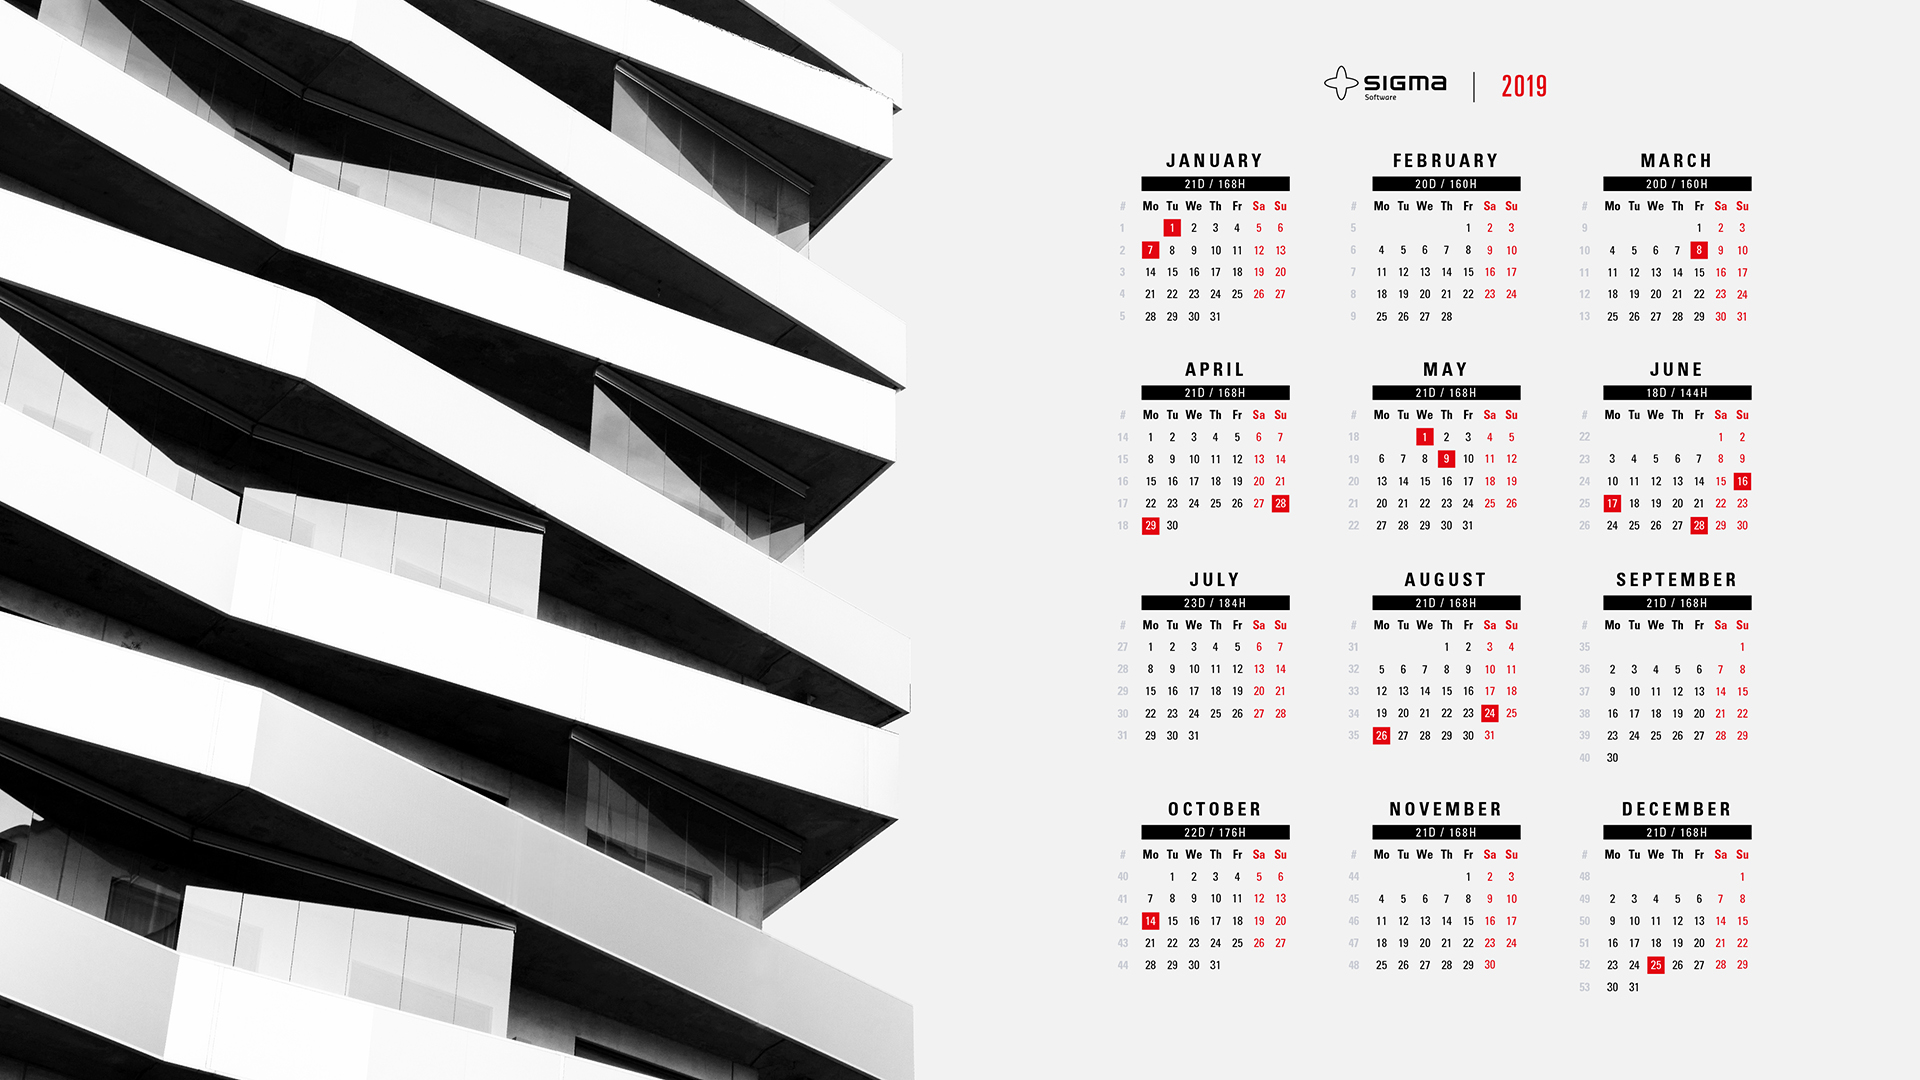 SIGMA | 2019
Software
JANUARY
21D / 168H
# Mo Tu We Th Fr Sa Su
1 1 2 3 4 5 6
2 7 8 9 10 11 12 13
3 14 15 16 17 18 19 20
4 21 22 23 24 25 26 27
5 28 29 30 31
FEBRUARY
20D / 160H
# Mo Tu We Th Fr Sa Su
5 1 2 3
6 4 5 6 7 8 9 10
7 11 12 13 14 15 16 17
8 18 19 20 21 22 23 24
9 25 26 27 28
MARCH
20D / 160H
# Mo Tu We Th Fr Sa Su
9 1 2 3
10 4 5 6 7 8 9 10
11 11 12 13 14 15 16 17
12 18 19 20 21 22 23 24
13 25 26 27 28 29 30 31
APRIL
21D / 168H
# Mo Tu We Th Fr Sa Su
14 1 2 3 4 5 6 7
15 8 9 10 11 12 13 14
16 15 16 17 18 19 20 21
17 22 23 24 25 26 27 28
18 29 30
MAY
21D / 168H
# Mo Tu We Th Fr Sa Su
18 1 2 3 4 5
19 6 7 8 9 10 11 12
20 13 14 15 16 17 18 19
21 20 21 22 23 24 25 26
22 27 28 29 30 31
JUNE
18D / 144H
# Mo Tu We Th Fr Sa Su
22 1 2
23 3 4 5 6 7 8 9
24 10 11 12 13 14 15 16
25 17 18 19 20 21 22 23
26 24 25 26 27 28 29 30
JULY
23D / 184H
# Mo Tu We Th Fr Sa Su
27 1 2 3 4 5 6 7
28 8 9 10 11 12 13 14
29 15 16 17 18 19 20 21
30 22 23 24 25 26 27 28
31 29 30 31
AUGUST
21D / 168H
# Mo Tu We Th Fr Sa Su
31 1 2 3 4
32 5 6 7 8 9 10 11
33 12 13 14 15 16 17 18
34 19 20 21 22 23 24 25
35 26 27 28 29 30 31
SEPTEMBER
21D / 168H
# Mo Tu We Th Fr Sa Su
35 1
36 2 3 4 5 6 7 8
37 9 10 11 12 13 14 15
38 16 17 18 19 20 21 22
39 23 24 25 26 27 28 29
40 30
OCTOBER
22D / 176H
# Mo Tu We Th Fr Sa Su
40 1 2 3 4 5 6
41 7 8 9 10 11 12 13
42 14 15 16 17 18 19 20
43 21 22 23 24 25 26 27
44 28 29 30 31
NOVEMBER
21D / 168H
# Mo Tu We Th Fr Sa Su
44 1 2 3
45 4 5 6 7 8 9 10
46 11 12 13 14 15 16 17
47 18 19 20 21 22 23 24
48 25 26 27 28 29 30
DECEMBER
21D / 168H
# Mo Tu We Th Fr Sa Su
48 1
49 2 3 4 5 6 7 8
50 9 10 11 12 13 14 15
51 16 17 18 19 20 21 22
52 23 24 25 26 27 28 29
53 30 31